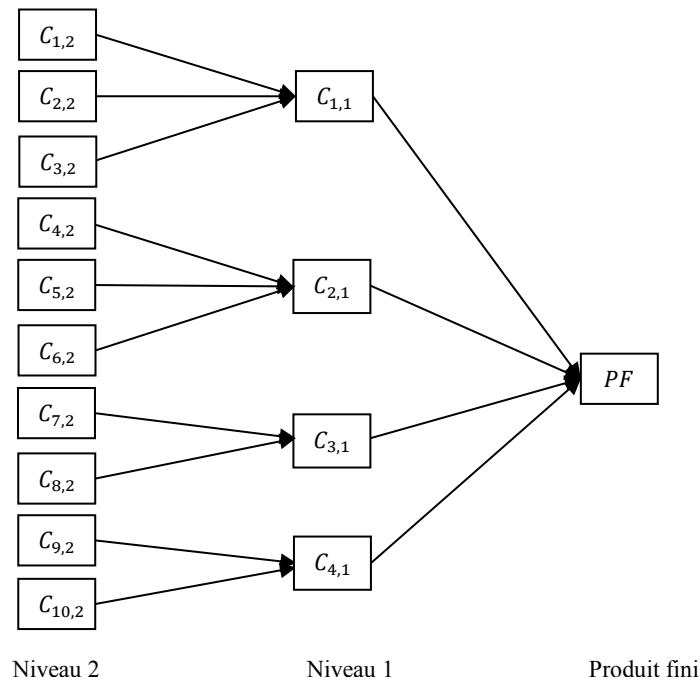 C1,2
C2,2
C3,2
C4,2
C5,2
C6,2
C7,2
C8,2
C9,2
C10,2
C1,1
C2,1
C3,1
C4,1
PF
Niveau 2
Niveau 1
Produit fini